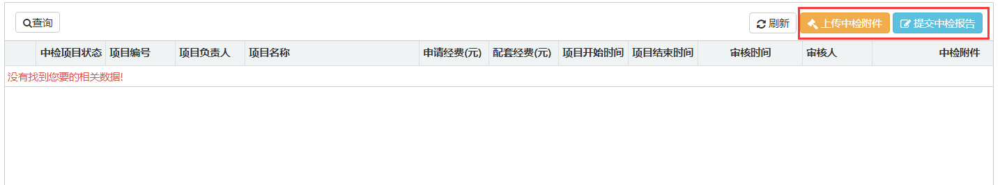 查询 刷新 上传中检附件 提交中检报告
中检项目状态 项目编号 项目负责人 项目名称 申请经费(元) 配套经费(元) 项目开始时间 项目结束时间 审核时间 审核人 中检附件
没有找到您要的相关数据!